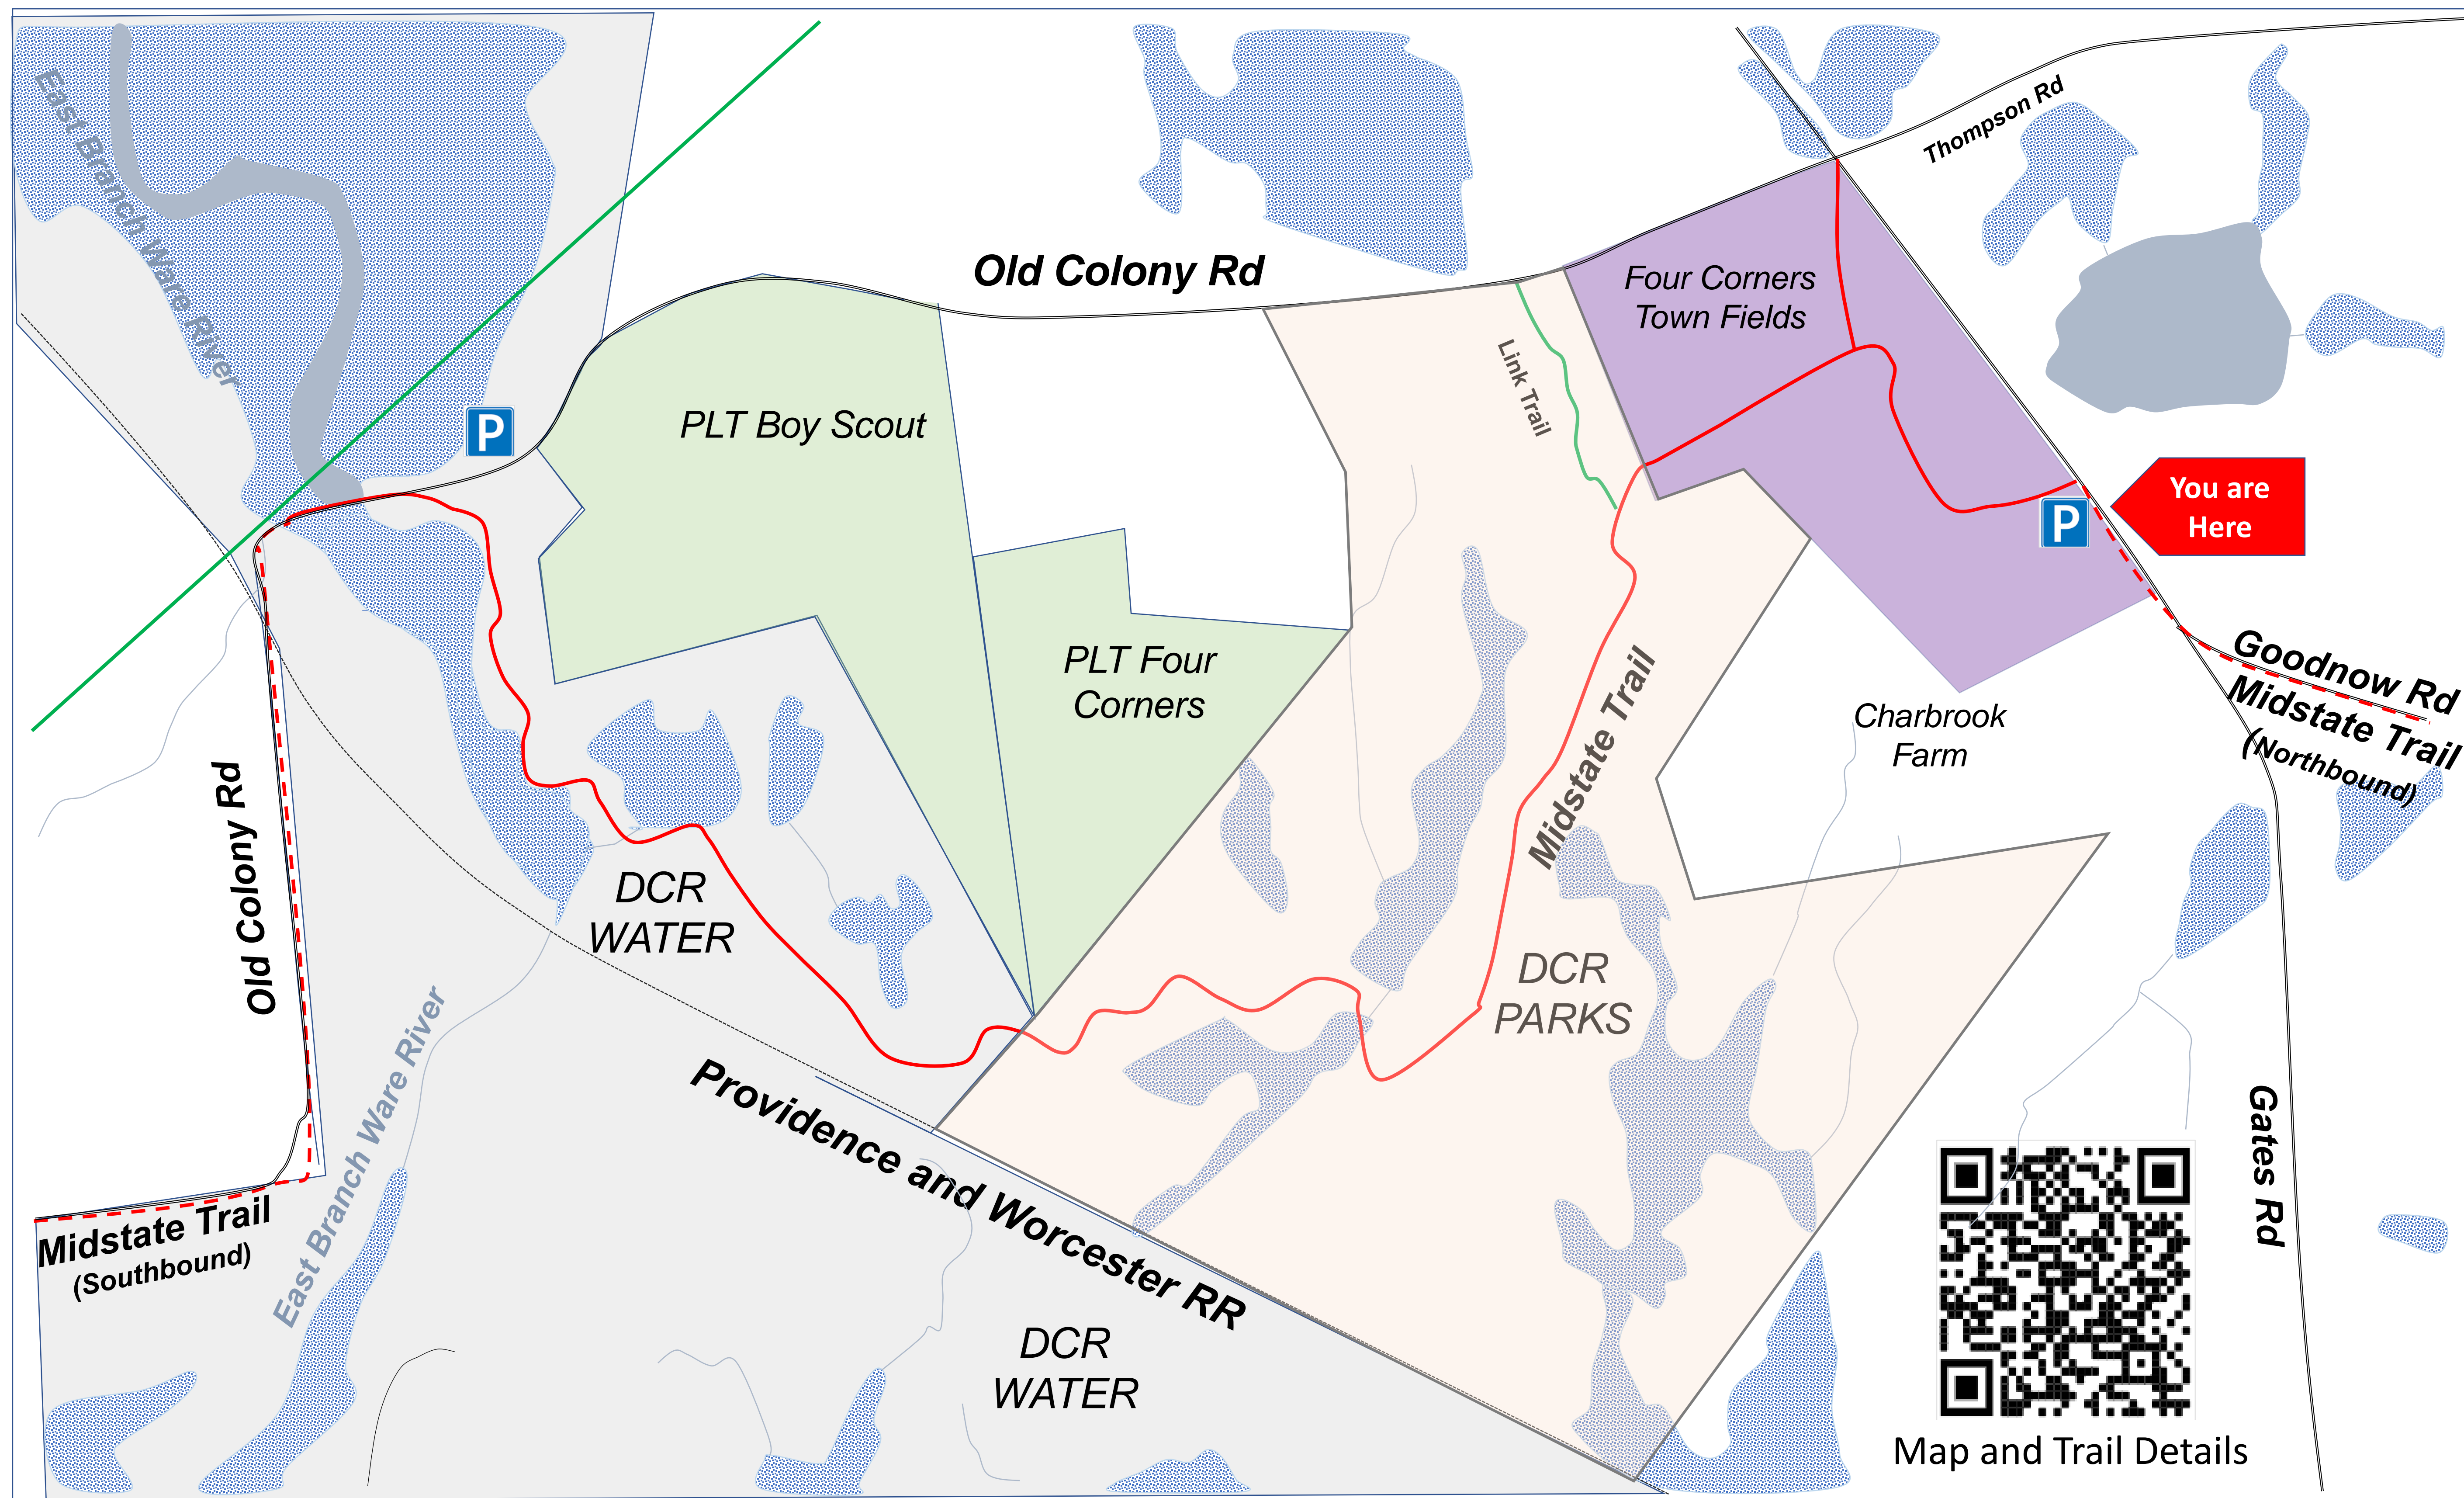 East Branch Ware River
Thompson Rd
Old Colony Rd
Four Corners
Town Fields
Link Trail
P
PLT Boy Scout
You are
Here
P
PLT Four
Corners
Goodnow Rd
Midstate Trail
(Northbound)
Charbrook
Farm
Midstate Trail
Old Colony Rd
DCR
WATER
DCR
PARKS
East Branch Ware River
Providence and Worcester RR
Gates Rd
Midstate Trail
(Southbound)
DCR
WATER
Map and Trail Details